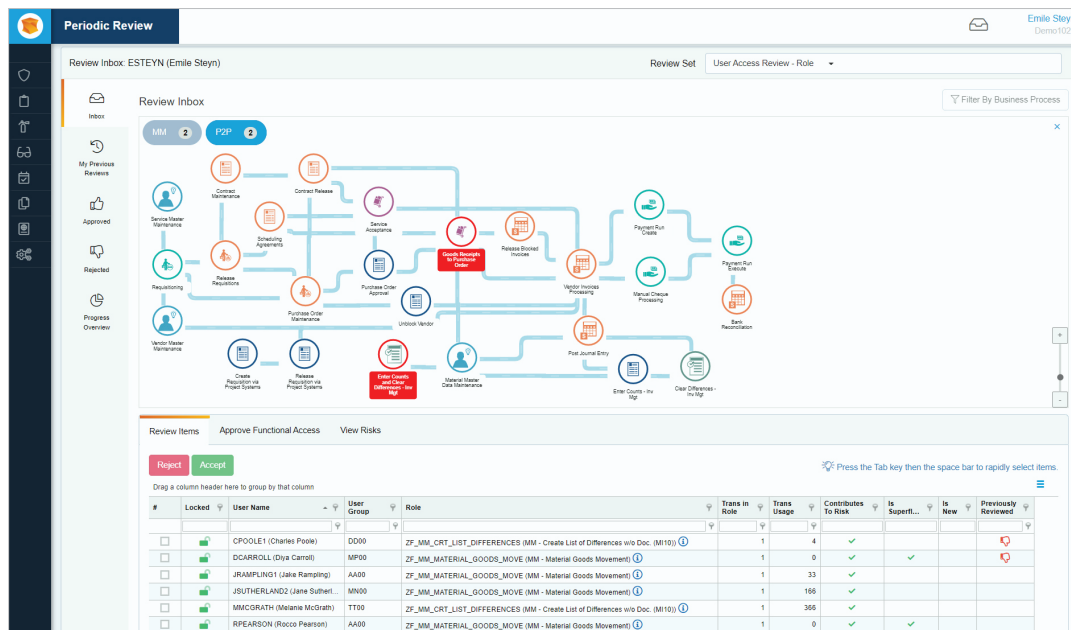 Periodic Review
Emile Stey
Demo102
Review Inbox: ESTEYN (Emile Steyn)
Review Set
User Access Review - Role
Inbox
My Previous
Reviews
Approved
Rejected
Progress
Overview
Review Inbox
Filter By Business Process
MM 2
P2P 2
Contract
Maintenance
Contract Release
Service Master
Maintenance
Scheduling
Agreements
Service
Acceptance
Goods Receipts
to Purchase
Order
Release Blocked
Invoices
Payment Run
Create
Payment Run
Execute
Requisitioning
Release
Requisitions
Purchase Order
Maintenance
Purchase Order
Approval
Unblock Vendor
Vendor Invoices
Processing
Manual Cheque
Processing
Bank
Reconciliation
Vendor Master
Maintenance
Create
Requisition via
Project Systems
Release
Requisition via
Project Systems
Enter Counts
and Clear
Differences - Inv
Mgt
Material Master
Data Maintenance
Post Journal Entry
Enter Counts - Inv
Mgt
Clear Differences -
Inv Mgt
+
-
Review Items
Approve Functional Access
View Risks
Reject
Accept
Press the Tab key then the space bar to rapidly select items.
Drag a column header here to group by that column
# Locked User Name User Group Role Trans in Role Trans Usage Contributes To Risk Is Superfl... Is New Previously Reviewed
CPOOLE1 (Charles Poole) DD00 ZF_MM_CRT_LIST_DIFFERENCES (MM - Create List of Differences w/o Doc. (MI10)) 1 4
DCARROLL (Diya Carroll) MP00 ZF_MM_MATERIAL_GOODS_MOVE (MM - Material Goods Movement) 1 0
JRAMPLING1 (Jake Rampling) AA00 ZF_MM_MATERIAL_GOODS_MOVE (MM - Material Goods Movement) 1 33
JSUTHERLAND2 (Jane Sutherl... MN00 ZF_MM_MATERIAL_GOODS_MOVE (MM - Material Goods Movement) 1 166
MMCGRATH (Melanie McGrath) TT00 ZF_MM_CRT_LIST_DIFFERENCES (MM - Create List of Differences w/o Doc. (MI10)) 1 366
RPEARSON (Rocco Pearson) AA00 ZF_MM_MATERIAL_GOODS_MOVE (MM - Material Goods Movement) 1 0